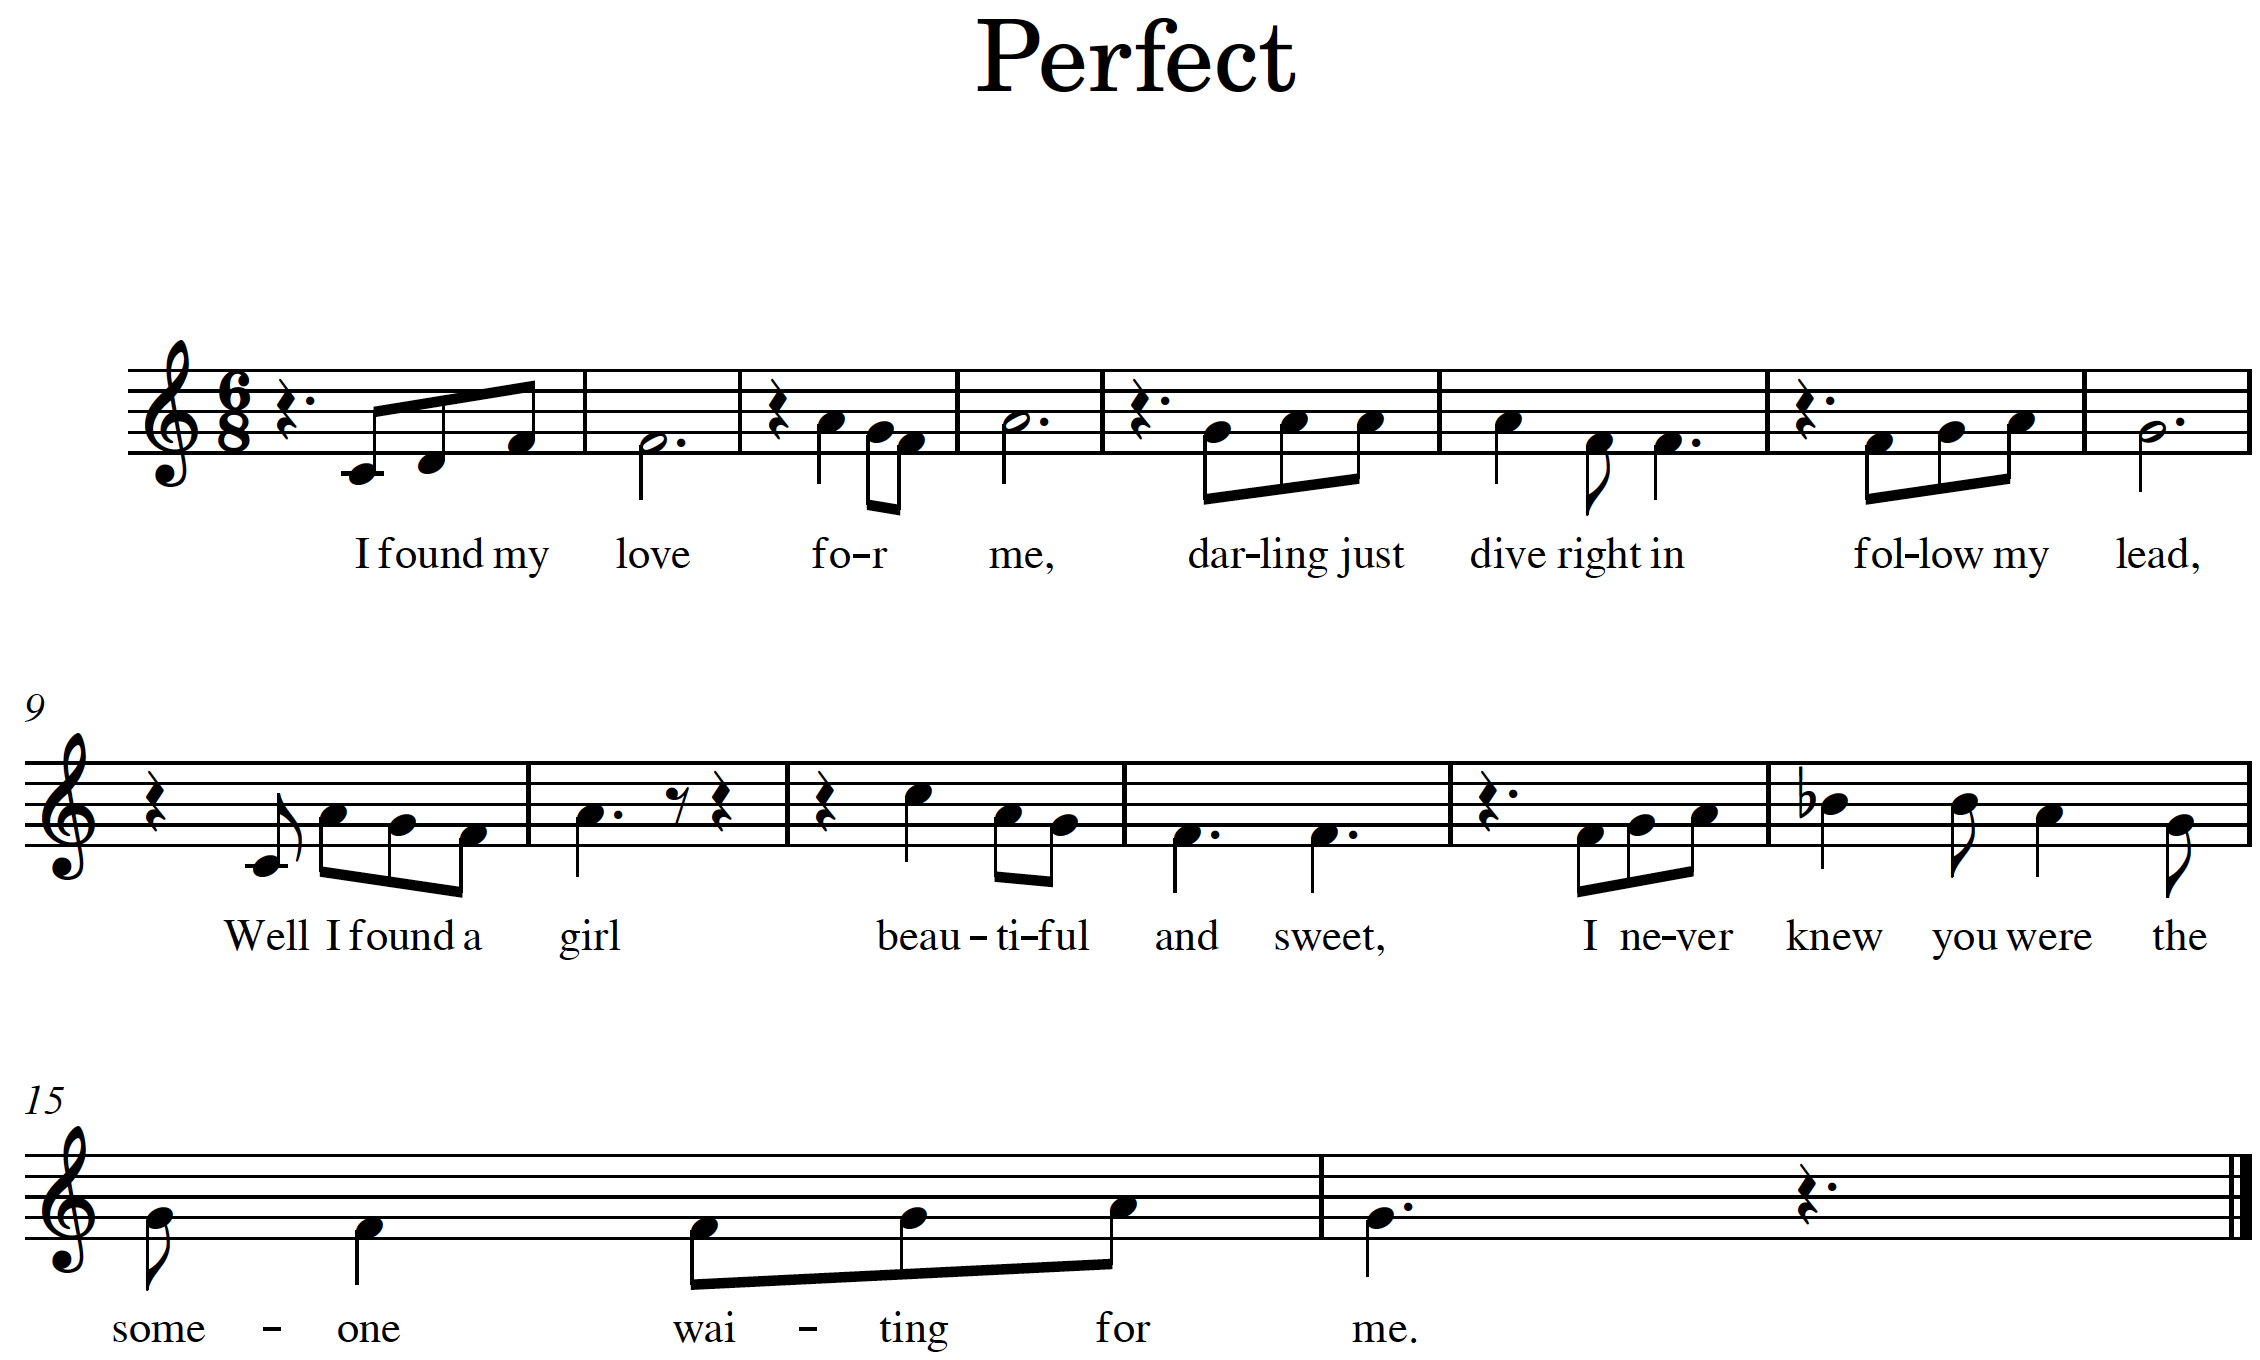 Perfect
6
8
I found my love fo-r me, dar-ling just dive right in fol-low my lead,
9
Well I found a girl beau-ti-ful and sweet, I ne-ver knew you were the
15
some-one wai-ting for me.